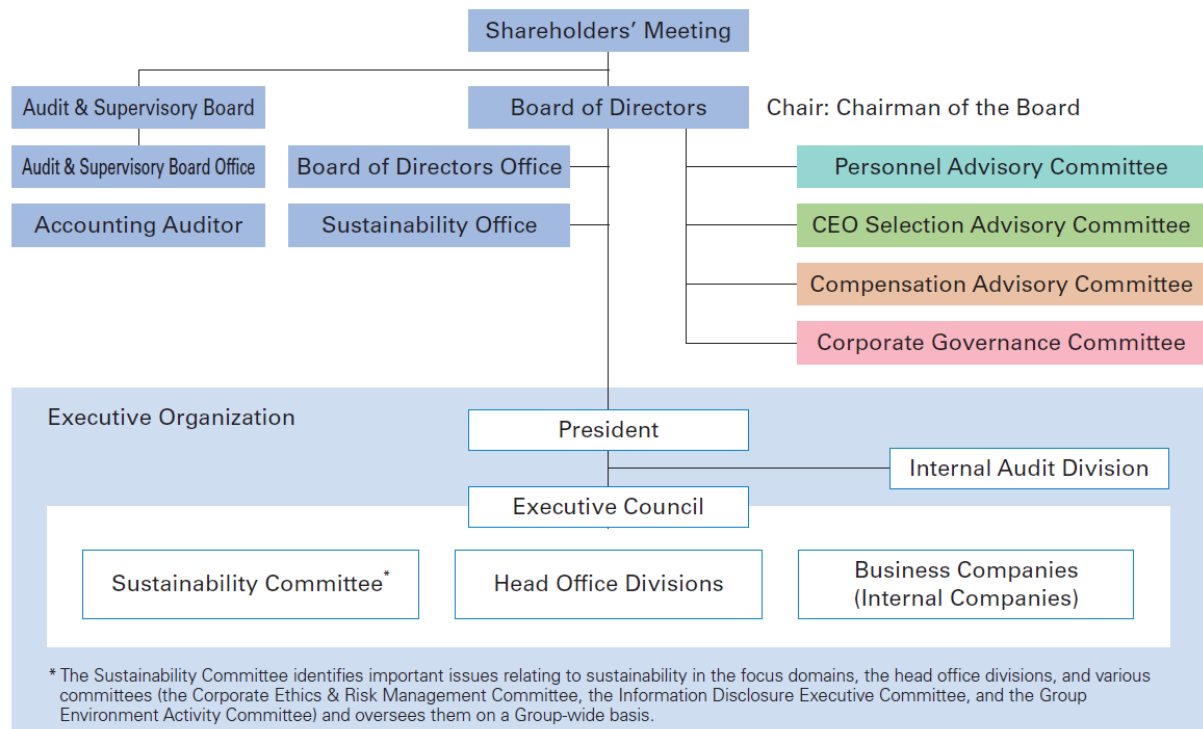 Shareholders’ Meeting
Audit & Supervisory Board
Board of Directors
Chair: Chairman of the Board
Audit & Supervisory Board Office
Board of Directors Office
Personnel Advisory Committee
Accounting Auditor
Sustainability Office
CEO Selection Advisory Committee
Compensation Advisory Committee
Corporate Governance Committee
Executive Organization
President
Internal Audit Division
Executive Council
Sustainability Committee*
Head Office Divisions
Business Companies
(Internal Companies)
* The Sustainability Committee identifies important issues relating to sustainability in the focus domains, the head office divisions, and various
committees (the Corporate Ethics & Risk Management Committee, the Information Disclosure Executive Committee, and the Group
Environment Activity Committee) and oversees them on a Group-wide basis.